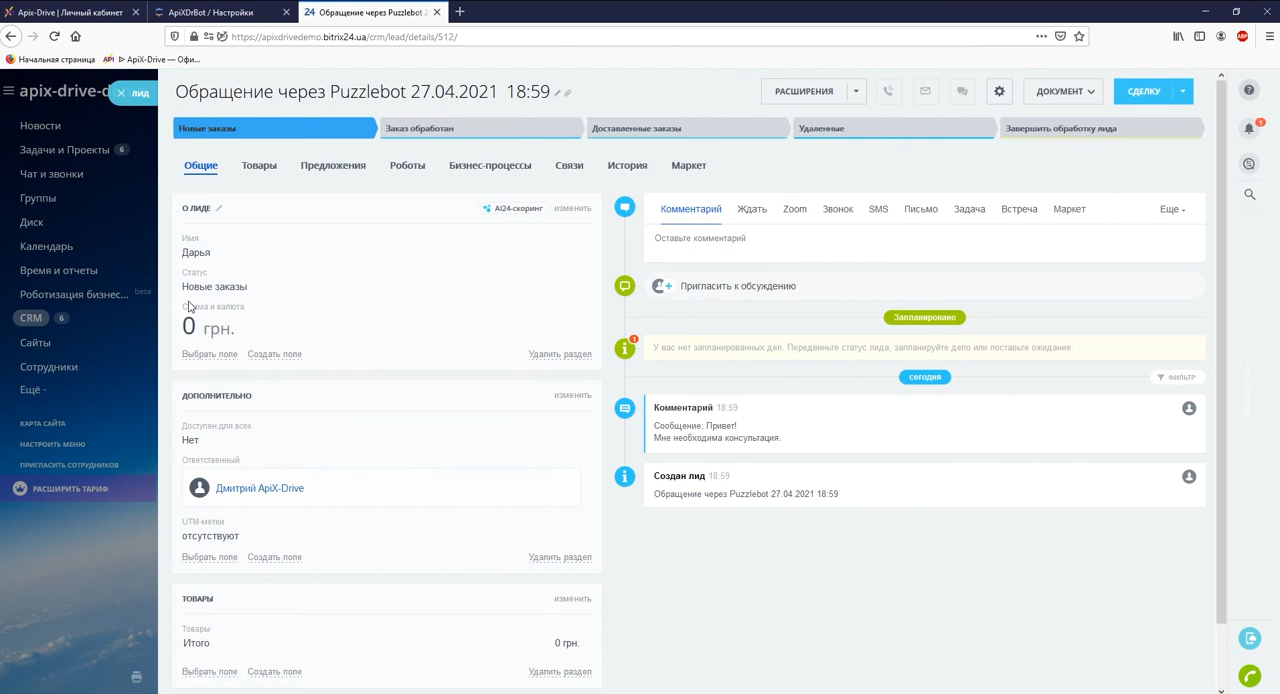 Apix-Drive | Личный кабинет
ApiXDrBot / Настройки
24 Обращение через Puzzlebot 2
https://apixdrivedemo.bitrix24.ua/crm/lead/details/512/
ABP
Начальная страница
API ApiX-Drive — Офи...
apix-drive-d
ЛИД
Новости
Задачи и Проекты 6
Чат и звонки
Группы
Диск
Календарь
Время и отчеты
Роботизация бизнес... beta
CRM 6
Сайты
Сотрудники
Ещё -
КАРТА САЙТА
НАСТРОИТЬ МЕНЮ
ПРИГЛАСИТЬ СОТРУДНИКОВ
РАСШИРИТЬ ТАРИФ
Обращение через Puzzlebot 27.04.2021 18:59
РАСШИРЕНИЯ
ДОКУМЕНТ
СДЕЛКУ
Новые заказы
Заказ обработан
Доставленные заказы
Удаленные
Завершить обработку лида
Общие
Товары
Предложения
Роботы
Бизнес-процессы
Связи
История
Маркет
О ЛИДЕ
AI24-скоринг
изменить
Имя
Дарья
Статус
Новые заказы
Сумма и валюта
0 грн.
Выбрать поле
Создать поле
Удалить раздел
ДОПОЛНИТЕЛЬНО
изменить
Доступен для всех
Нет
Ответственный
Дмитрий ApiX-Drive
UTM-метки
отсутствуют
Выбрать поле
Создать поле
Удалить раздел
ТОВАРЫ
изменить
Товары
Итого
0 грн.
Выбрать поле
Создать поле
Удалить раздел
Комментарий
Ждать
Zoom
Звонок
SMS
Письмо
Задача
Встреча
Маркет
Еще
Оставьте комментарий
Пригласить к обсуждению
Запланировано
1
У вас нет запланированных дел. Передвиньте статус лида, запланируйте дело или поставьте ожидание.
сегодня
ФИЛЬТР
Комментарий 18:59
Сообщение: Привет!
Мне необходима консультация.
Создан лид 18:59
Обращение через Puzzlebot 27.04.2021 18:59
1